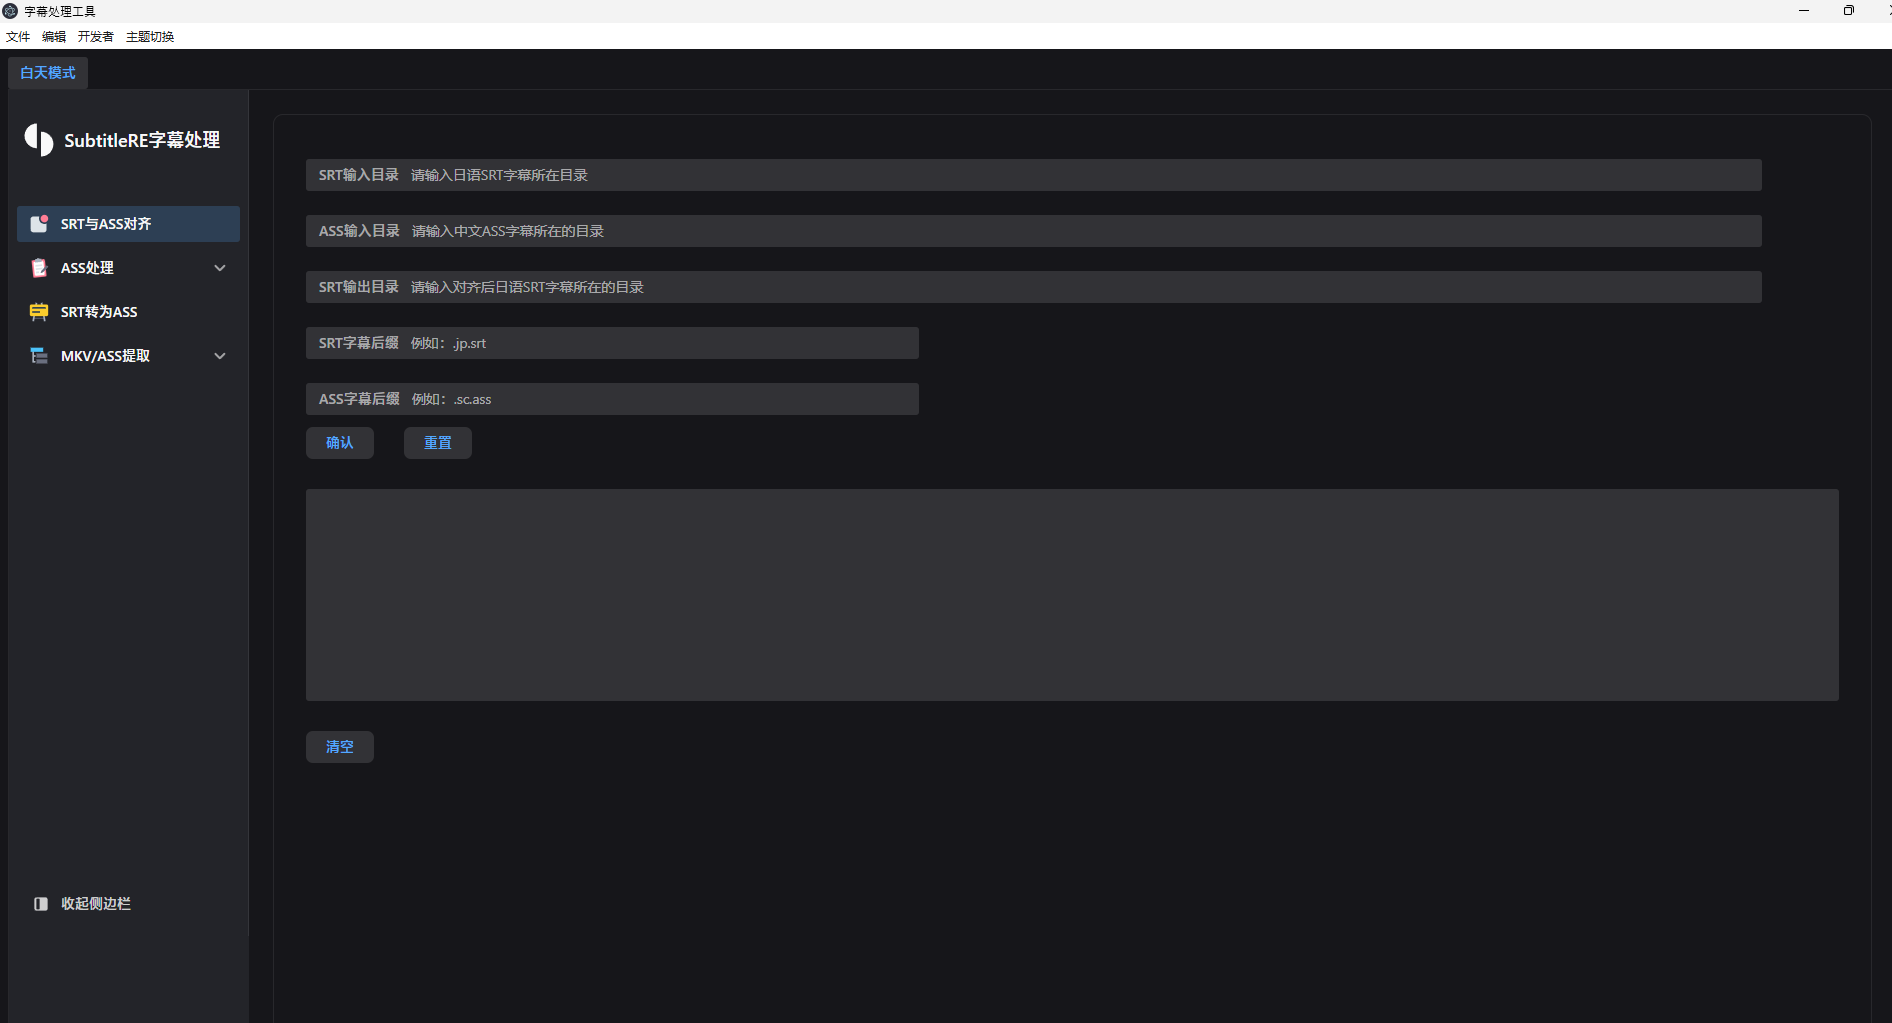 字幕处理工具
文件 编辑 开发者 主题切换
白天模式
SubtitleRE字幕处理
SRT与ASS对齐
ASS处理
SRT转为ASS
MKV/ASS提取
收起侧边栏
SRT输入目录 请输入日语SRT字幕所在目录
ASS输入目录 请输入中文ASS字幕所在的目录
SRT输出目录 请输入对齐后日语SRT字幕所在的目录
SRT字幕后缀 例如：.jp.srt
ASS字幕后缀 例如：.sc.ass
确认 重置
清空